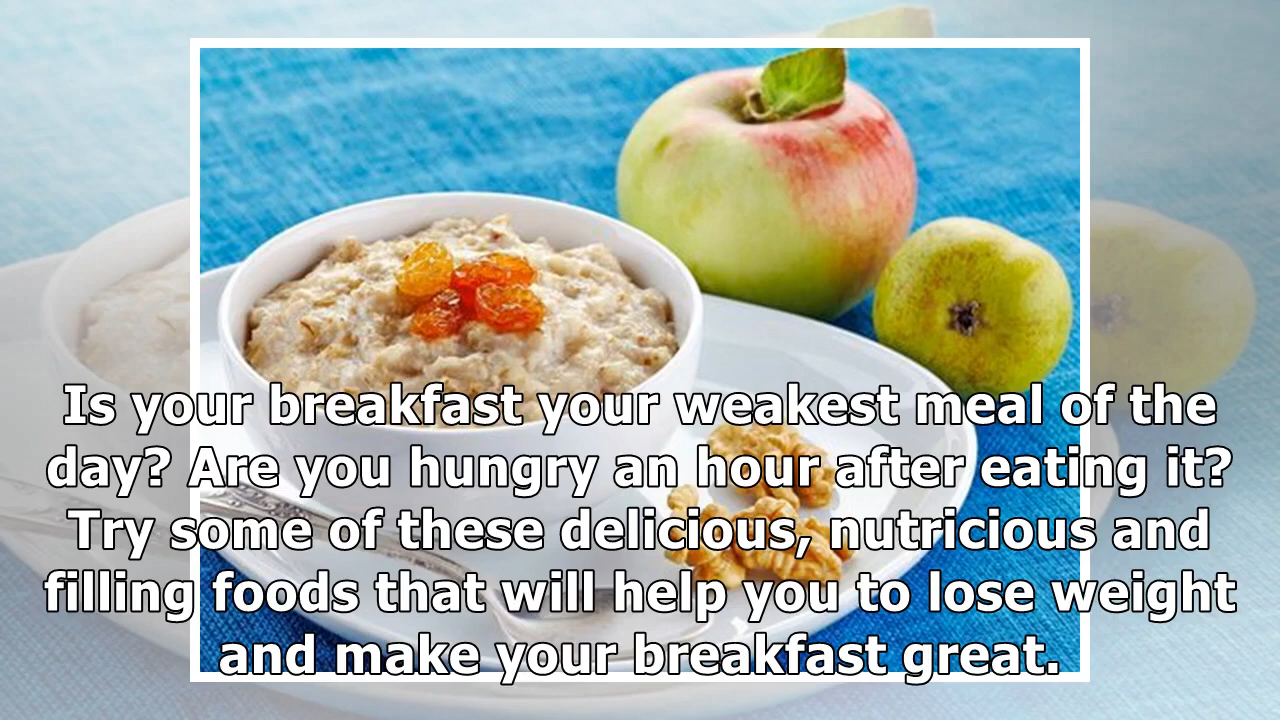 Is your breakfast your weakest meal of the
day? Are you hungry an hour after eating it?
Try some of these delicious, nutricious and
filling foods that will help you to lose weight
and make your breakfast great.